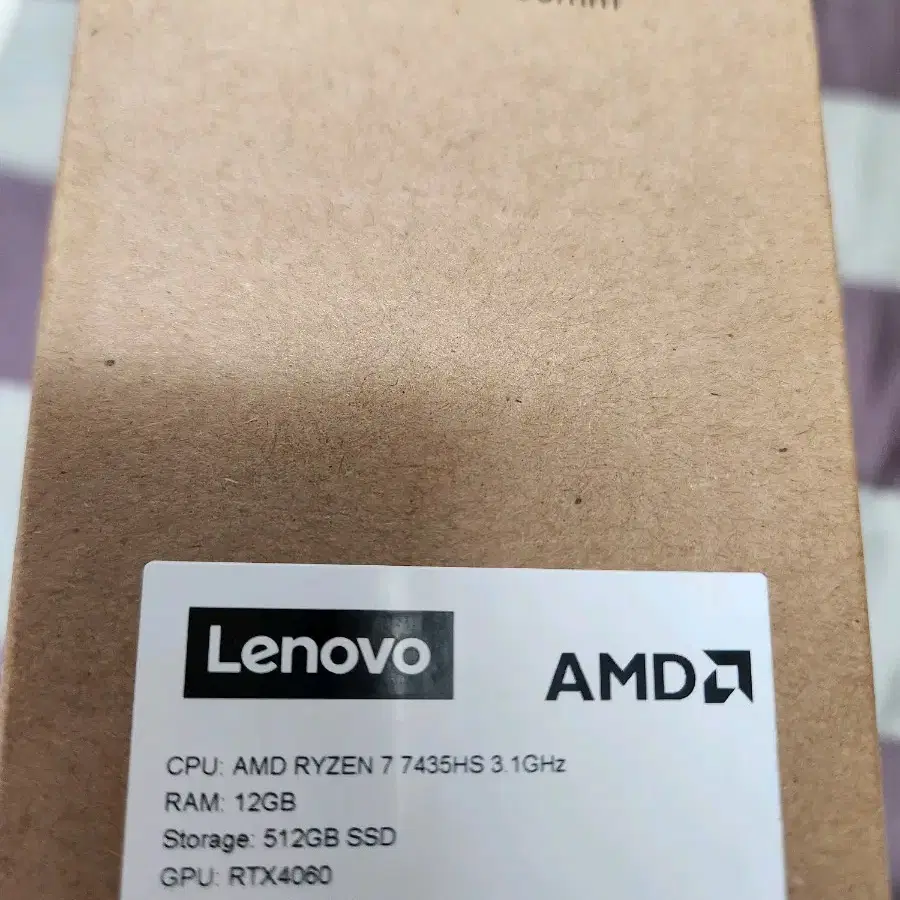 Lenovo
AMD
CPU: AMD RYZEN 7 7435HS 3.1GHz
RAM: 12GB
Storage: 512GB SSD
GPU: RTX4060